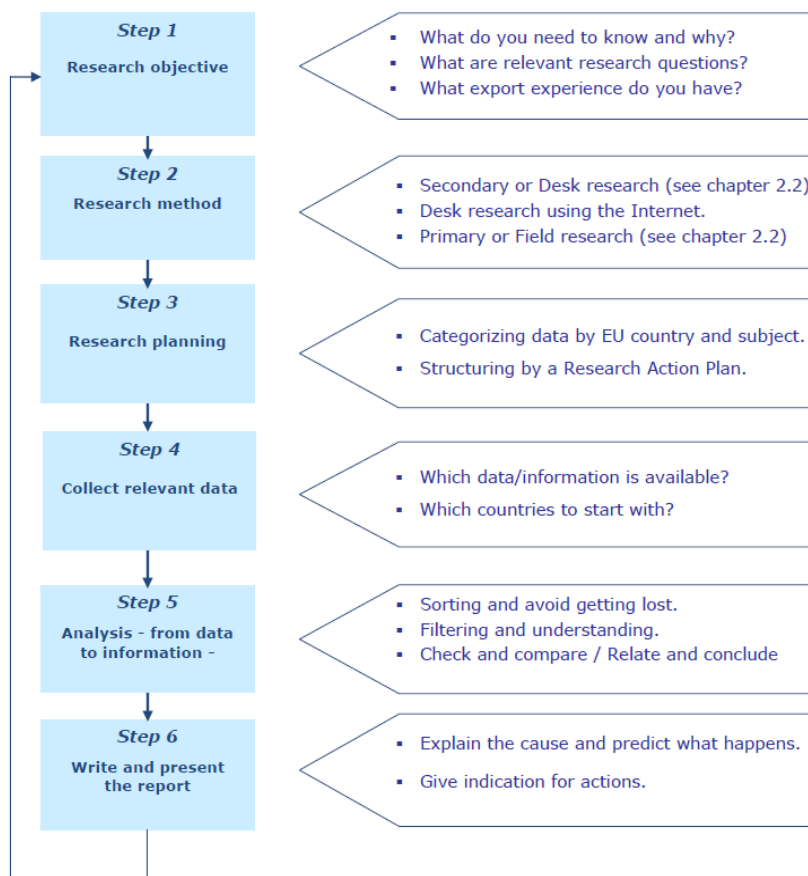 Step 1
Research objective
▪ What do you need to know and why?
▪ What are relevant research questions?
▪ What export experience do you have?
Step 2
Research method
▪ Secondary or Desk research (see chapter 2.2)
▪ Desk research using the Internet.
▪ Primary or Field research (see chapter 2.2)
Step 3
Research planning
▪ Categorizing data by EU country and subject.
▪ Structuring by a Research Action Plan.
Step 4
Collect relevant data
▪ Which data/information is available?
▪ Which countries to start with?
Step 5
Analysis - from data
to information -
▪ Sorting and avoid getting lost.
▪ Filtering and understanding.
▪ Check and compare / Relate and conclude
Step 6
Write and present
the report
▪ Explain the cause and predict what happens.
▪ Give indication for actions.